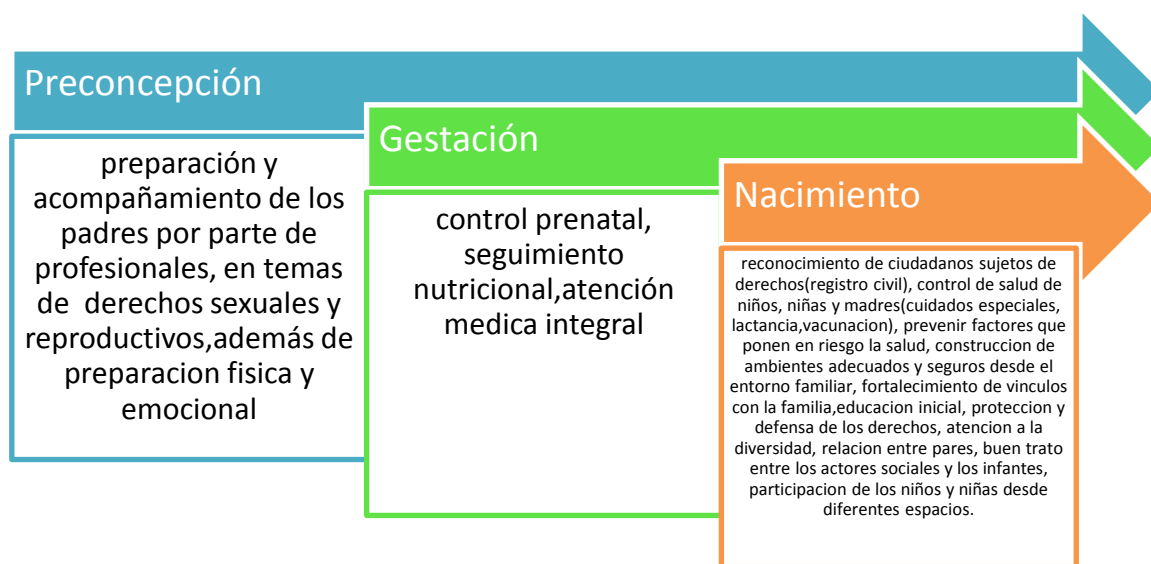 Preconcepción
preparación y
acompañamiento de los
padres por parte de
profesionales, en temas
de derechos sexuales y
reproductivos,además de
preparacion fisica y
emocional
Gestación
control prenatal,
seguimiento
nutricional,atención
medica integral
Nacimiento
reconocimiento de ciudadanos sujetos de
derechos(registro civil), control de salud de
niños, niñas y madres(cuidados especiales,
lactancia,vacunacion), prevenir factores que
ponen en riesgo la salud, construccion de
ambientes adecuados y seguros desde el
entorno familiar, fortalecimiento de vinculos
con la familia,educacion inicial, proteccion y
defensa de los derechos, atencion a la
diversidad, relacion entre pares, buen trato
entre los actores sociales y los infantes,
participacion de los niños y niñas desde
diferentes espacios.